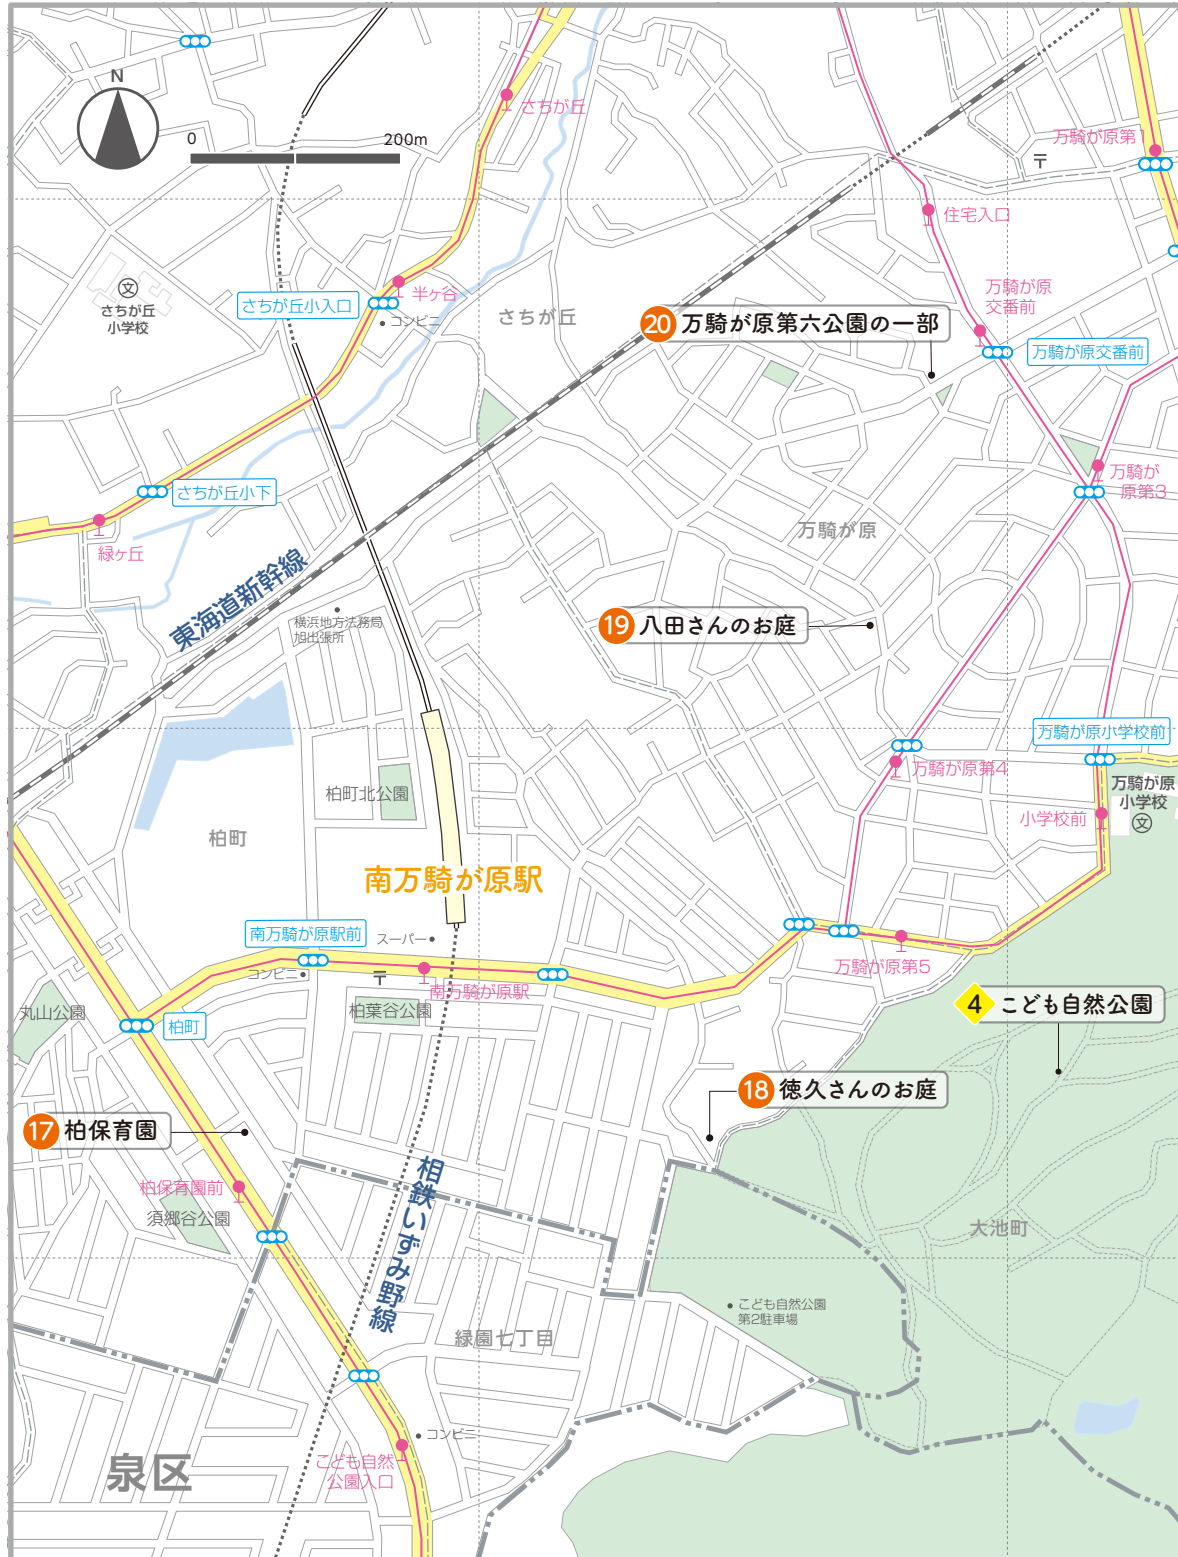 N
0 200m
さちが丘
万騎が原第1
〒
住宅入口
さちが丘
小学校
文
さちが丘小入口
半ヶ谷
コンビニ
さちが丘
20 万騎が原第六公園の一部
万騎が原
交番前
万騎が原交番前
さちが丘小下
緑ヶ丘
万騎が
原第3
万騎が原
東海道新幹線
横浜地方法務局
旭出張所
19 八田さんのお庭
万騎が原小学校前
万騎が原第4
万騎が原
小学校
文
小学校前
柏町北公園
柏町
南万騎が原駅
南万騎が原駅前
スーパー
コンビニ
〒
南万騎が原駅
万騎が原第5
丸山公園
柏町
柏葉谷公園
4 こども自然公園
18 徳久さんのお庭
17 柏保育園
柏保育園前
須郷谷公園
相鉄いずみ野線
大池町
こども自然公園
第2駐車場
緑園七丁目
コンビニ
こども自然
公園入口
泉区